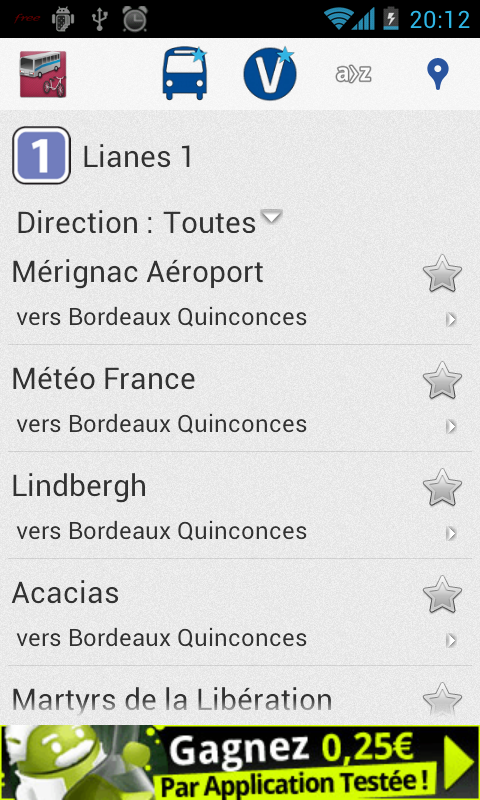 free 20:12
V a>z
1 Lianes 1
Direction : Toutes
Mérignac Aéroport
vers Bordeaux Quinconces
Météo France
vers Bordeaux Quinconces
Lindbergh
vers Bordeaux Quinconces
Acacias
vers Bordeaux Quinconces
Martyrs de la Libération
Gagnez 0,25€
Par Application Testée !